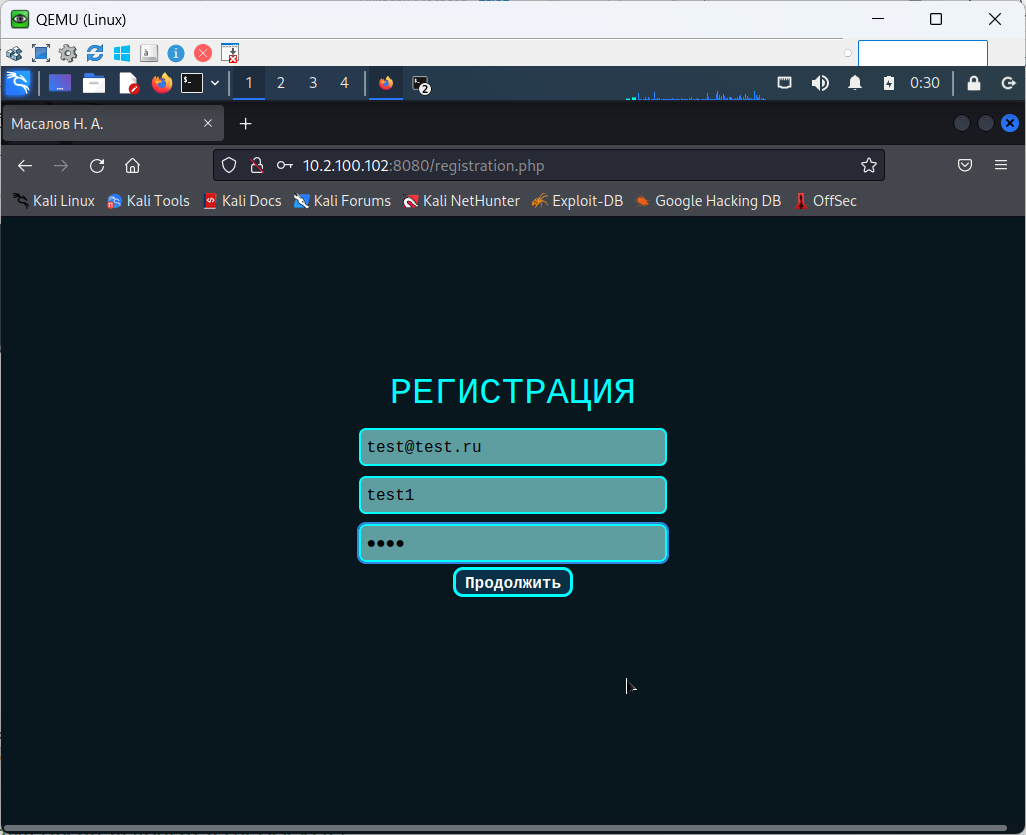 QEMU (Linux)
1 2 3 4 2 0:30
Масалов Н. А.
10.2.100.102:8080/registration.php
Kali Linux Kali Tools Kali Docs Kali Forums Kali NetHunter Exploit-DB Google Hacking DB OffSec
РЕГИСТРАЦИЯ
test@test.ru
test1
••••
Продолжить